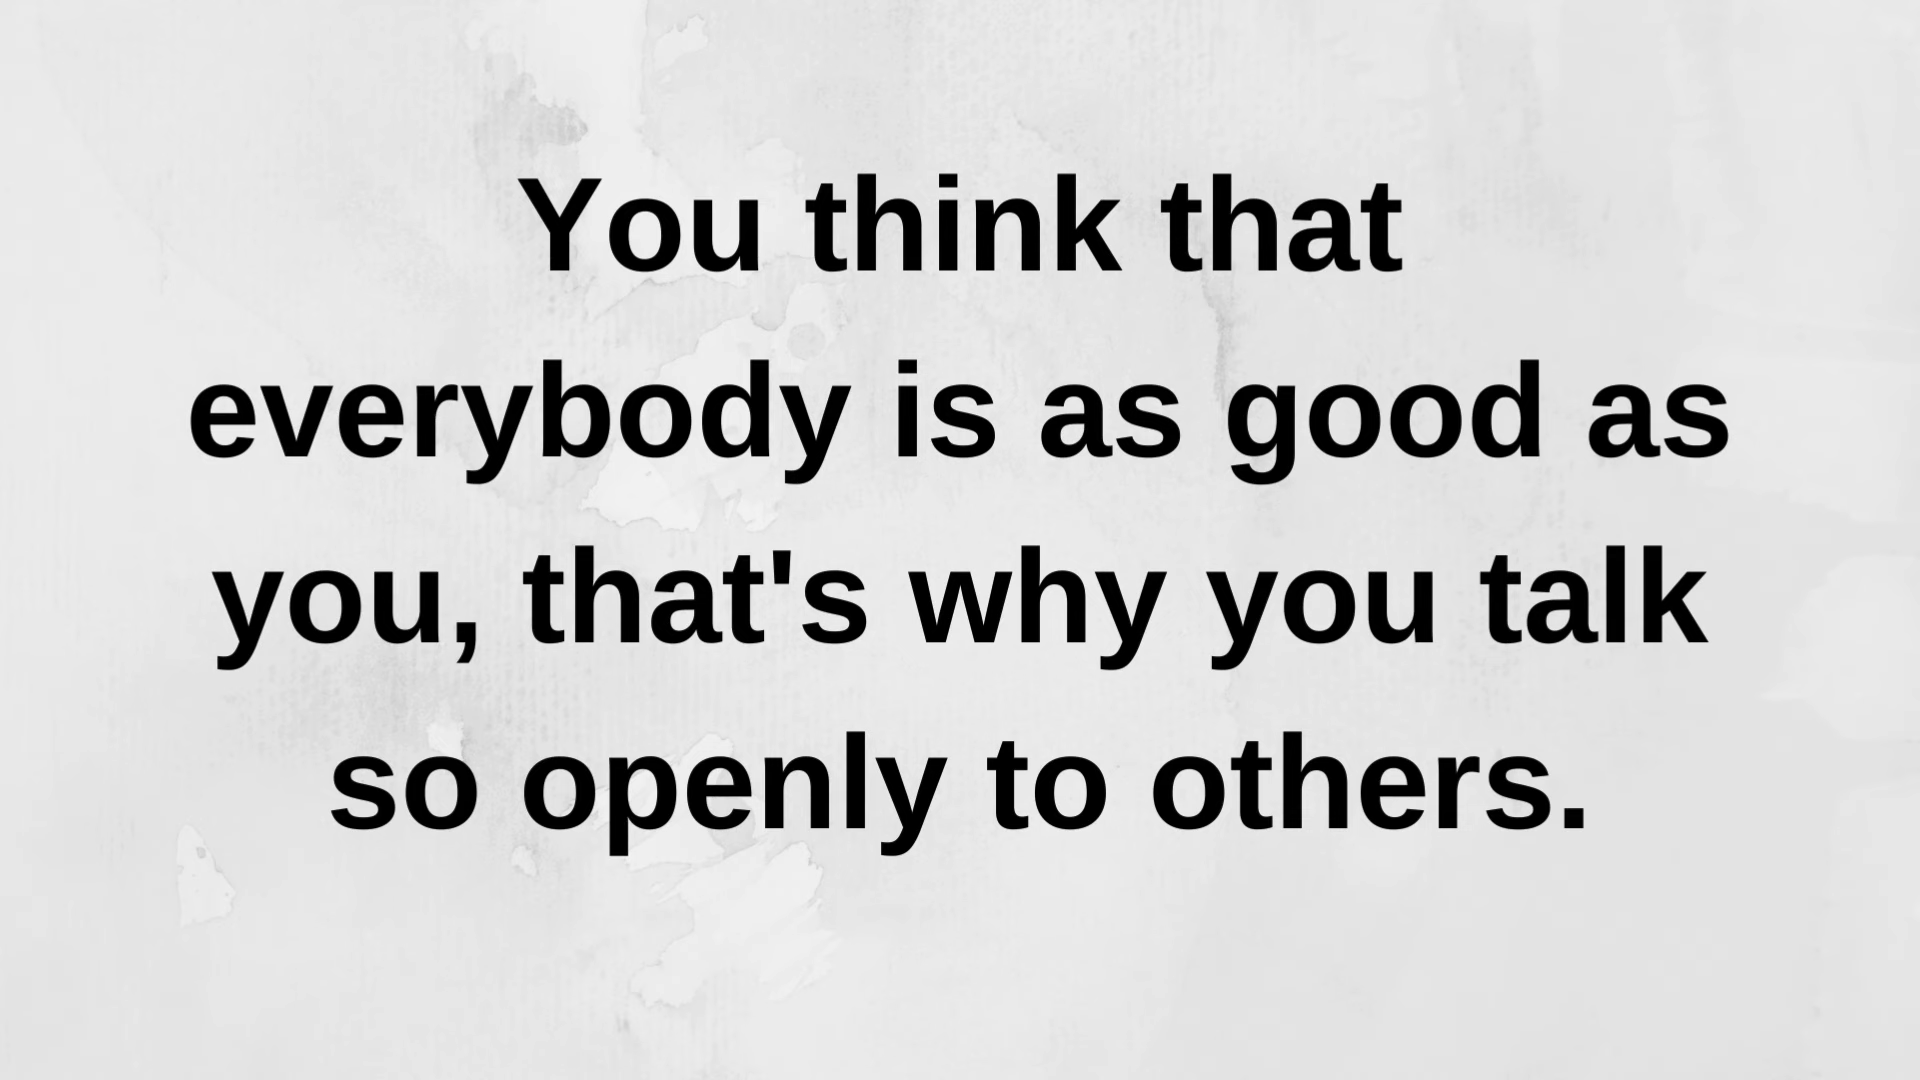 You think that
everybody is as good as
you, that's why you talk
so openly to others.